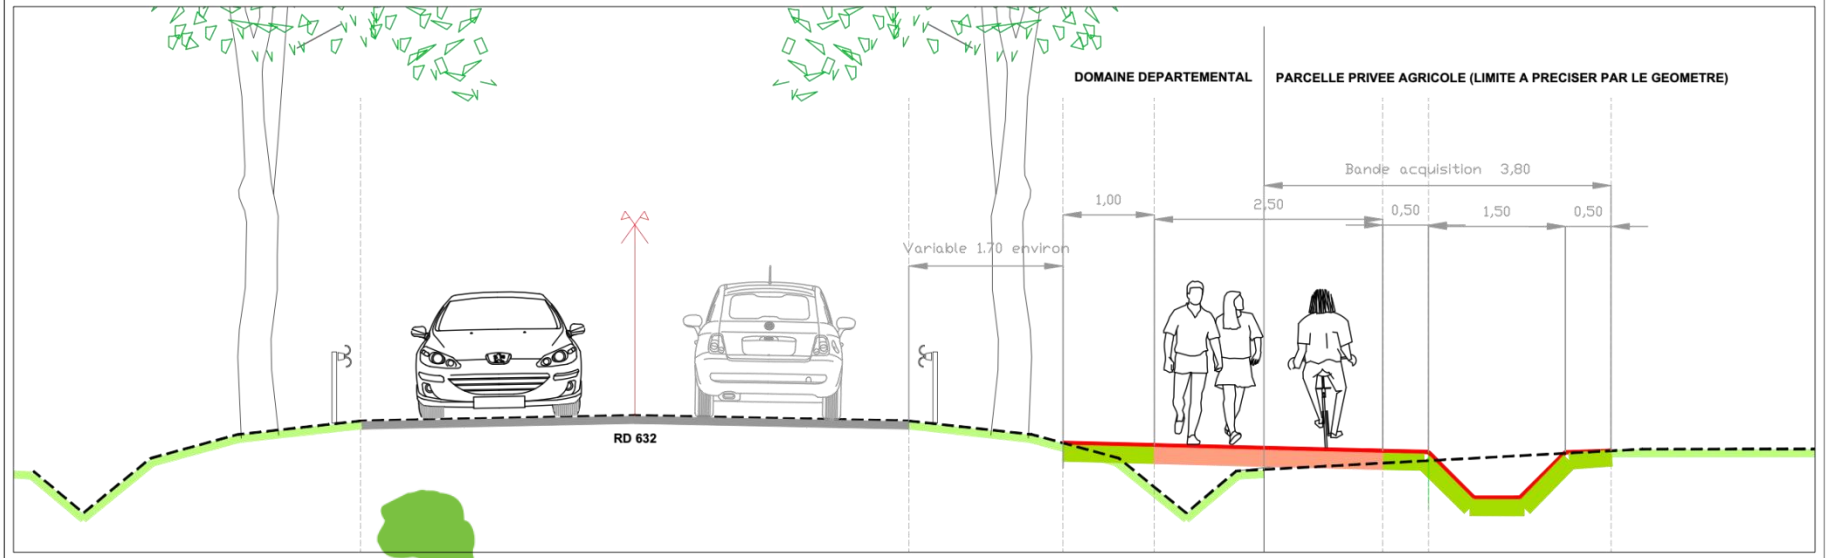 DOMAINE DEPARTEMENTAL
PARCELLE PRIVEE AGRICOLE (LIMITE A PRECISER PAR LE GEOMETRE)
Bande acquisition 3,80
1,00
2,50
0,50
1,50
0,50
Variable 1.70 environ
RD 632